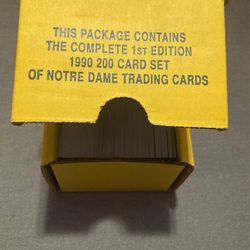 THIS PACKAGE CONTAINS
THE COMPLETE 1ST EDITION
1990 200 CARD SET
OF NOTRE DAME TRADING CARDS